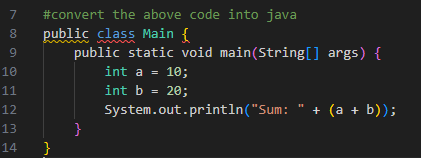 7 #convert the above code into java
8 public class Main {
9 public static void main(String[] args) {
10 int a = 10;
11 int b = 20;
12 System.out.println("Sum: " + (a + b));
13 }
14 }